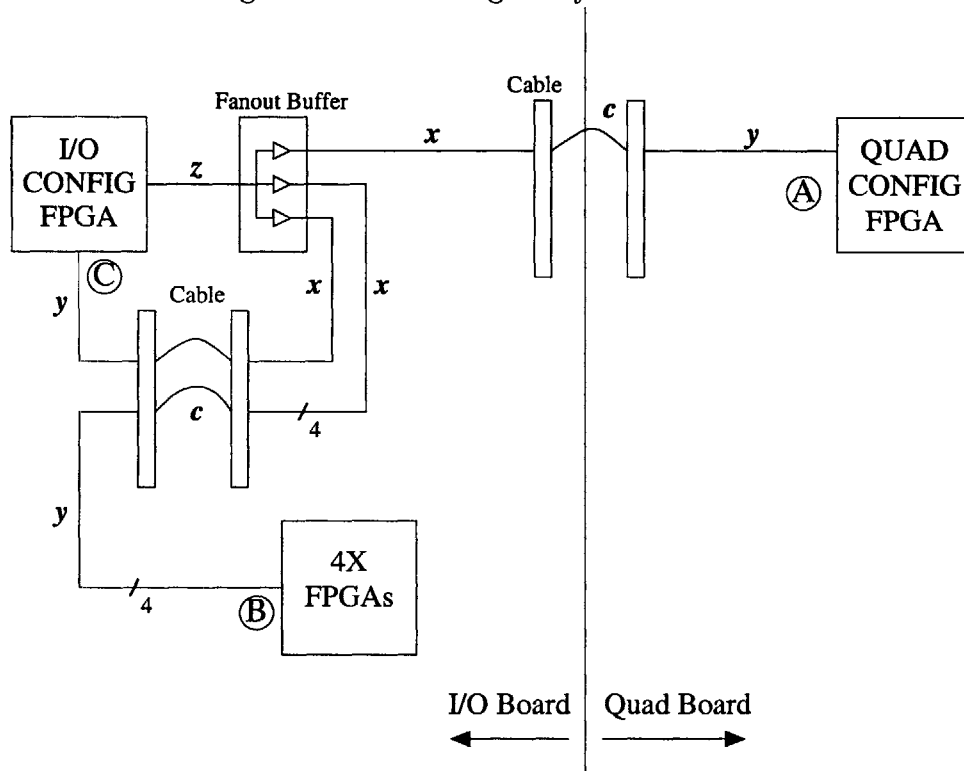 Cable
Fanout Buffer
c
I/O
CONFIG
FPGA
z
x
y
QUAD
CONFIG
FPGA
A
C
y
Cable
x
x
c
4
y
4X
FPGAs
4
B
I/O Board
Quad Board